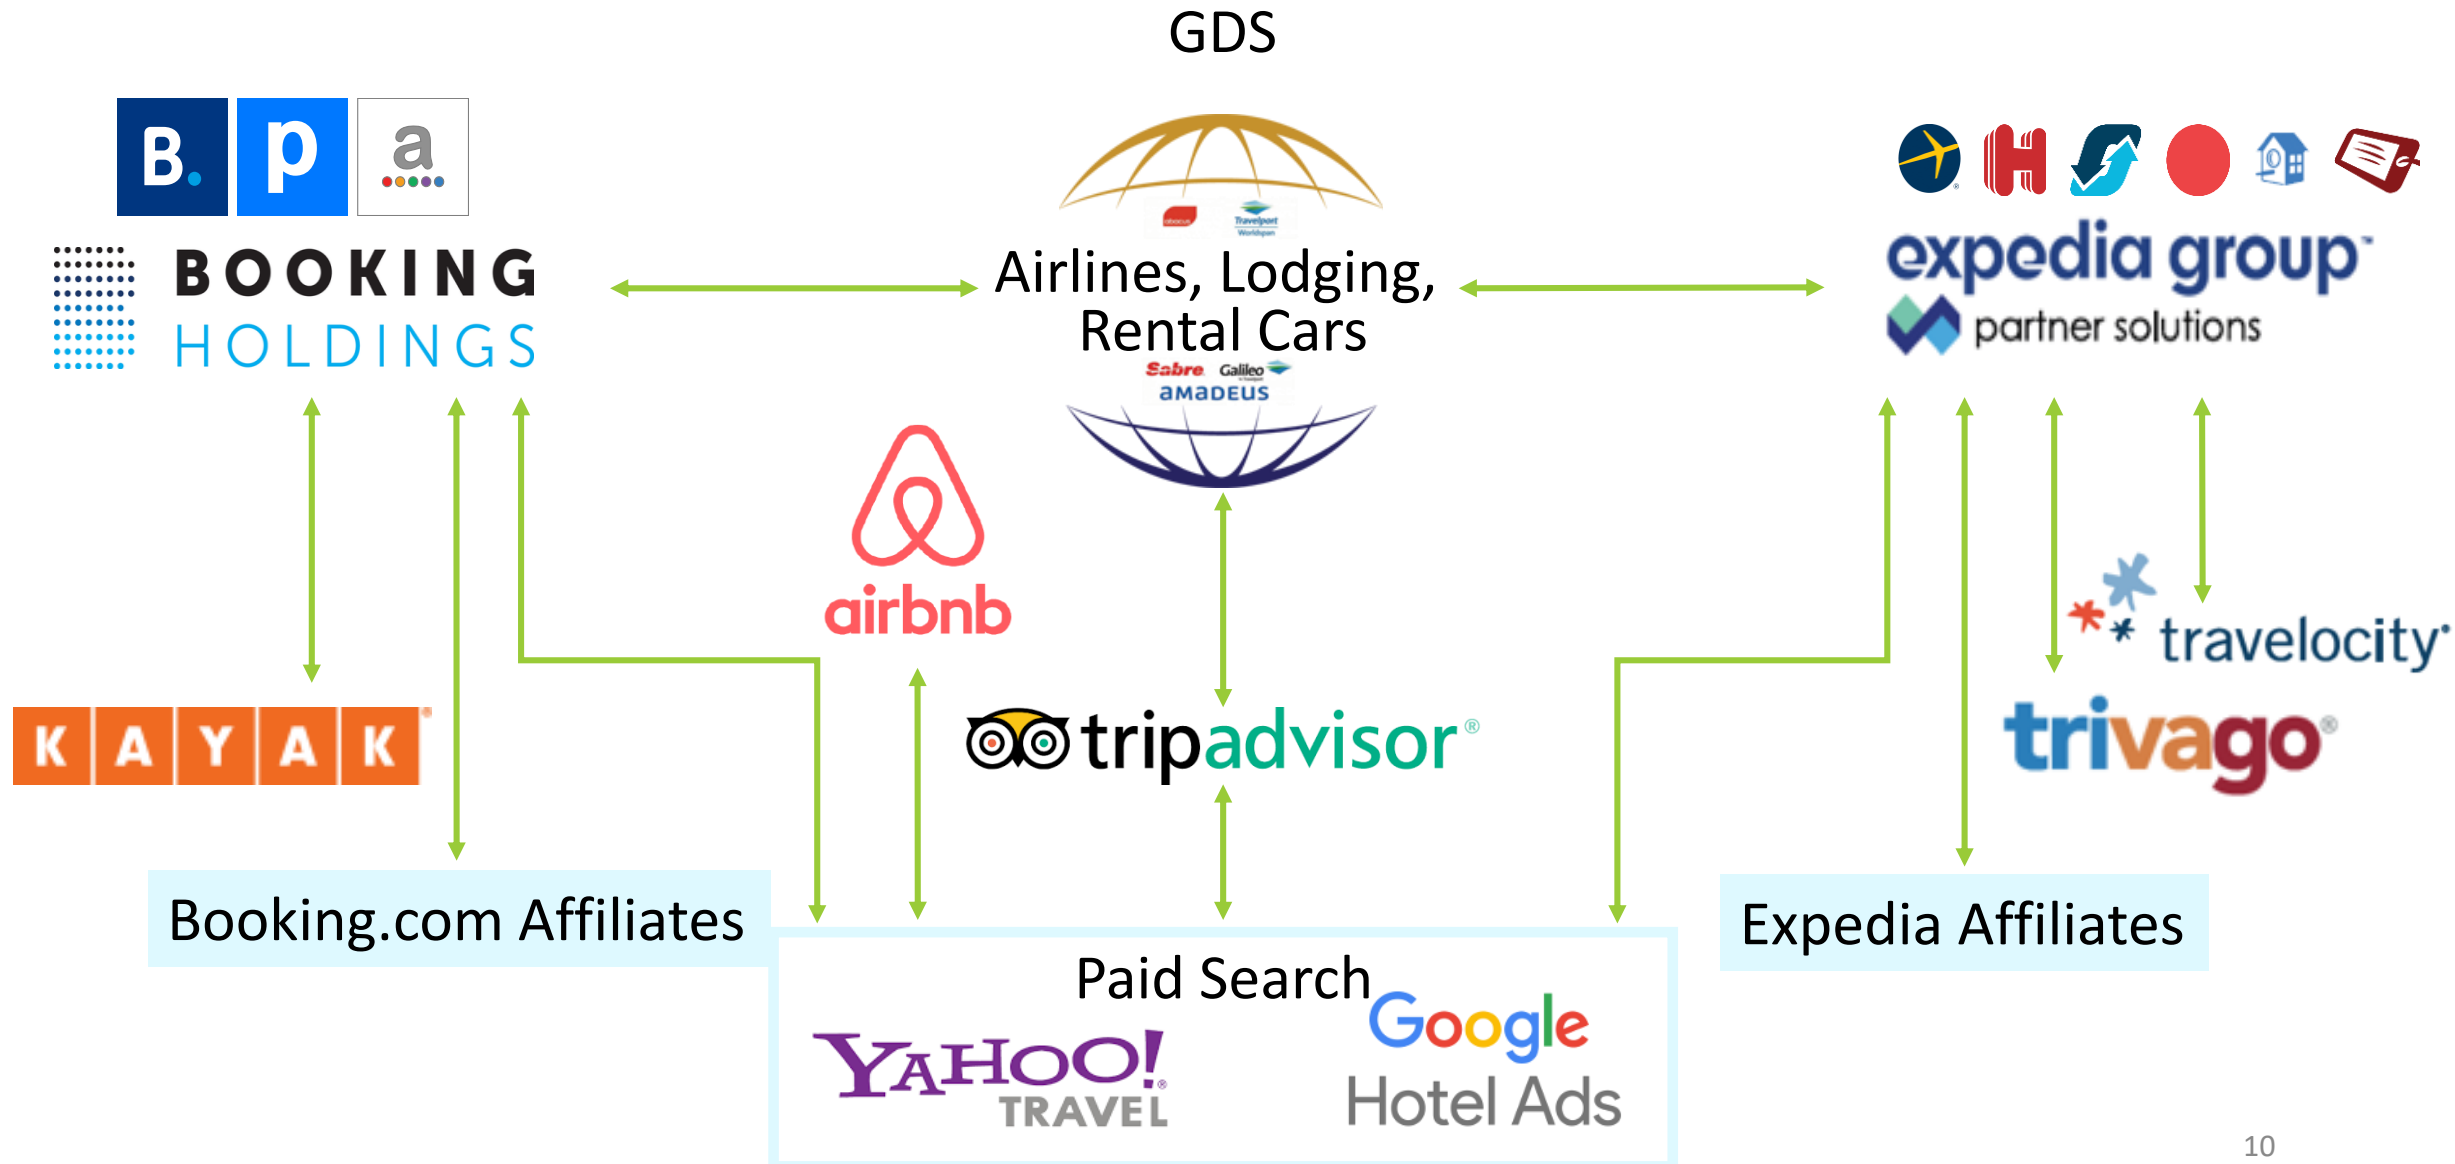 GDS
B.
p
a
H
abacus
Travelport
Worldspan
BOOKING
HOLDINGS
Airlines, Lodging,
Rental Cars
expedia group™
partner solutions
Sabre Galileo
AMADEUS
airbnb
travelocity®
KAYAK®
tripadvisor®
trivago®
Booking.com Affiliates
Expedia Affiliates
Paid Search
YAHOO!®
TRAVEL
Google
Hotel Ads
10